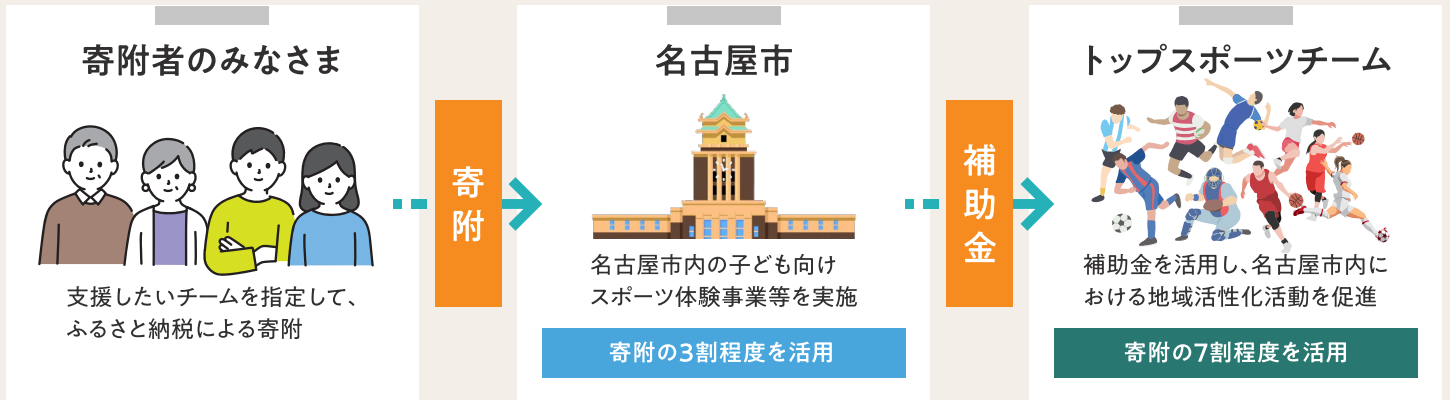 寄附者のみなさま
支援したいチームを指定して、
ふるさと納税による寄附
寄附
名古屋市
名古屋市内の子ども向け
スポーツ体験事業等を実施
寄附の3割程度を活用
補助金
トップスポーツチーム
補助金を活用し、名古屋市内に
おける地域活性化活動を促進
寄附の7割程度を活用